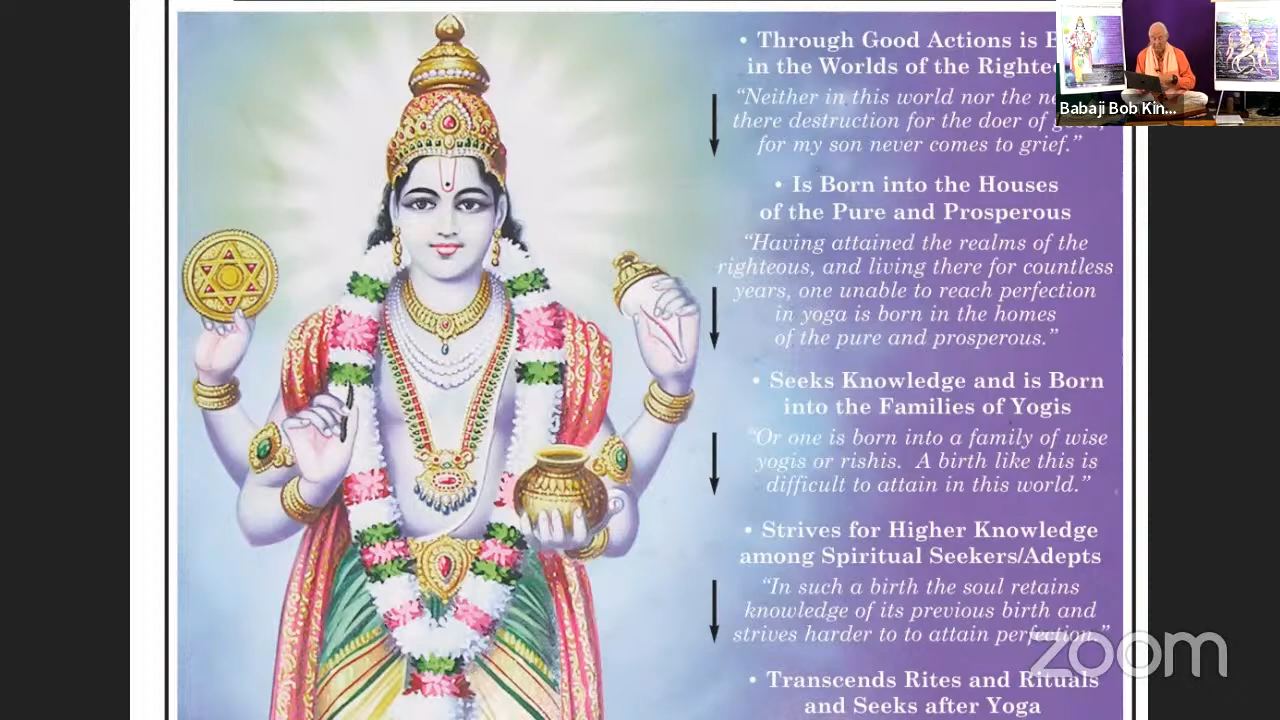 • Through Good Actions is
in the Worlds of the
“Neither in this world nor the
there destruction for the doer of good,
for my son never comes to grief.”
• Is Born into the Houses
of the Pure and Prosperous
“Having attained the realms of the
righteous, and living there for countless
years, one unable to reach perfection
in yoga is born in the homes
of the pure and prosperous.”
• Seeks Knowledge and is Born
into the Families of Yogis
“Or one is born into a family of wise
yogis or rishis. A birth like this is
difficult to attain in this world.”
• Strives for Higher Knowledge
among Spiritual Seekers/Adepts
“In such a birth the soul retains
knowledge of its previous birth and
strives harder to to attain perfection.”
• Transcends Rites and Rituals
and Seeks after Yoga
Babaji Bob Kin...
zoom